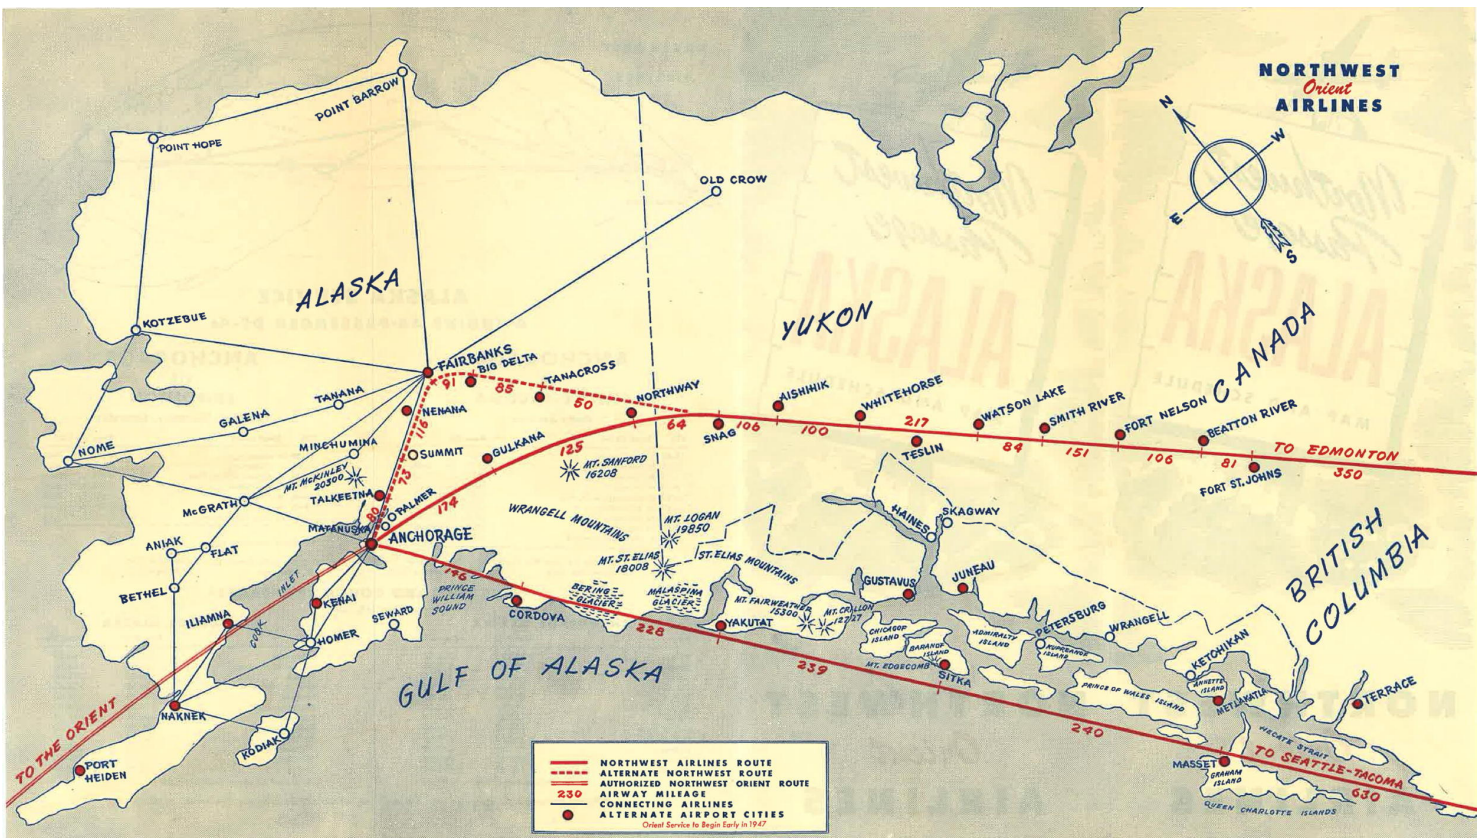 NORTHWEST
Orient
AIRLINES
N
W
E
S
POINT BARROW
POINT HOPE
OLD CROW
ALASKA
YUKON
CANADA
KOTZEBUE
FAIRBANKS
BIG DELTA
91
85
TANACROSS
50
NORTHWAY
64
SNAG
106
AISHIHIK
100
WHITEHORSE
217
TESLIN
WATSON LAKE
84
SMITH RIVER
151
FORT NELSON
106
BEATTON RIVER
81
FORT ST. JOHNS
TO EDMONTON
350
TANANA
NENANA
GALENA
116
NOME
MINCHUMINA
SUMMIT
GULKANA
125
MT. SANFORD
16208
MT. McKINLEY
20300
73
TALKEETNA
McGRATH
PALMER
174
80
MATANUSKA
ANCHORAGE
WRANGELL MOUNTAINS
MT. LOGAN
19850
MT. ST. ELIAS
18008
ST. ELIAS MOUNTAINS
HAINES
SKAGWAY
BRITISH
COLUMBIA
ANIAK
FLAT
BETHEL
ILIAMNA
COOK
INLET
KENAI
SEWARD
HOMER
146
PRINCE
WILLIAM
SOUND
CORDOVA
BERING
GLACIER
MALASPINA
GLACIER
228
YAKUTAT
MT. FAIRWEATHER
15300
MT. CRILLON
12727
GUSTAVUS
JUNEAU
CHICAGOF
ISLAND
BARANOF
ISLAND
ADMIRALTY
ISLAND
MT. EDGECOMB
SITKA
PETERSBURG
KUPREANOF
ISLAND
WRANGELL
KETCHIKAN
ANNETTE
ISLAND
METLAKATLA
PRINCE OF WALES ISLAND
TERRACE
239
240
GULF OF ALASKA
TO THE ORIENT
NAKNEK
KODIAK
PORT
HEIDEN
HECATE STRAIT
MASSET
GRAHAM
ISLAND
QUEEN CHARLOTTE ISLANDS
TO SEATTLE-TACOMA
630
NORTHWEST AIRLINES ROUTE
ALTERNATE NORTHWEST ROUTE
AUTHORIZED NORTHWEST ORIENT ROUTE
230 AIRWAY MILEAGE
CONNECTING AIRLINES
ALTERNATE AIRPORT CITIES
Orient Service to Begin Early in 1947